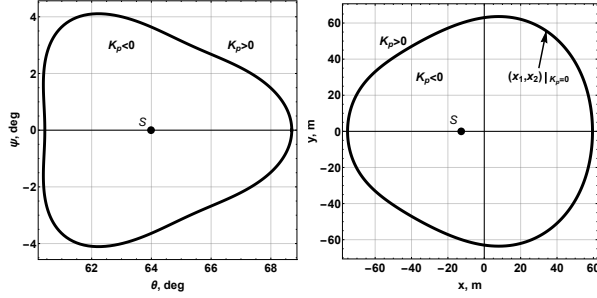 4
2
0
−2
−4
ψ, deg
K_p<0
K_p>0
S
62
64
66
68
θ, deg
60
40
20
0
−20
−40
−60
y, m
K_p>0
K_p<0
(x_1,x_2)|_{K_p=0}
S
−60
−40
−20
0
20
40
60
x, m